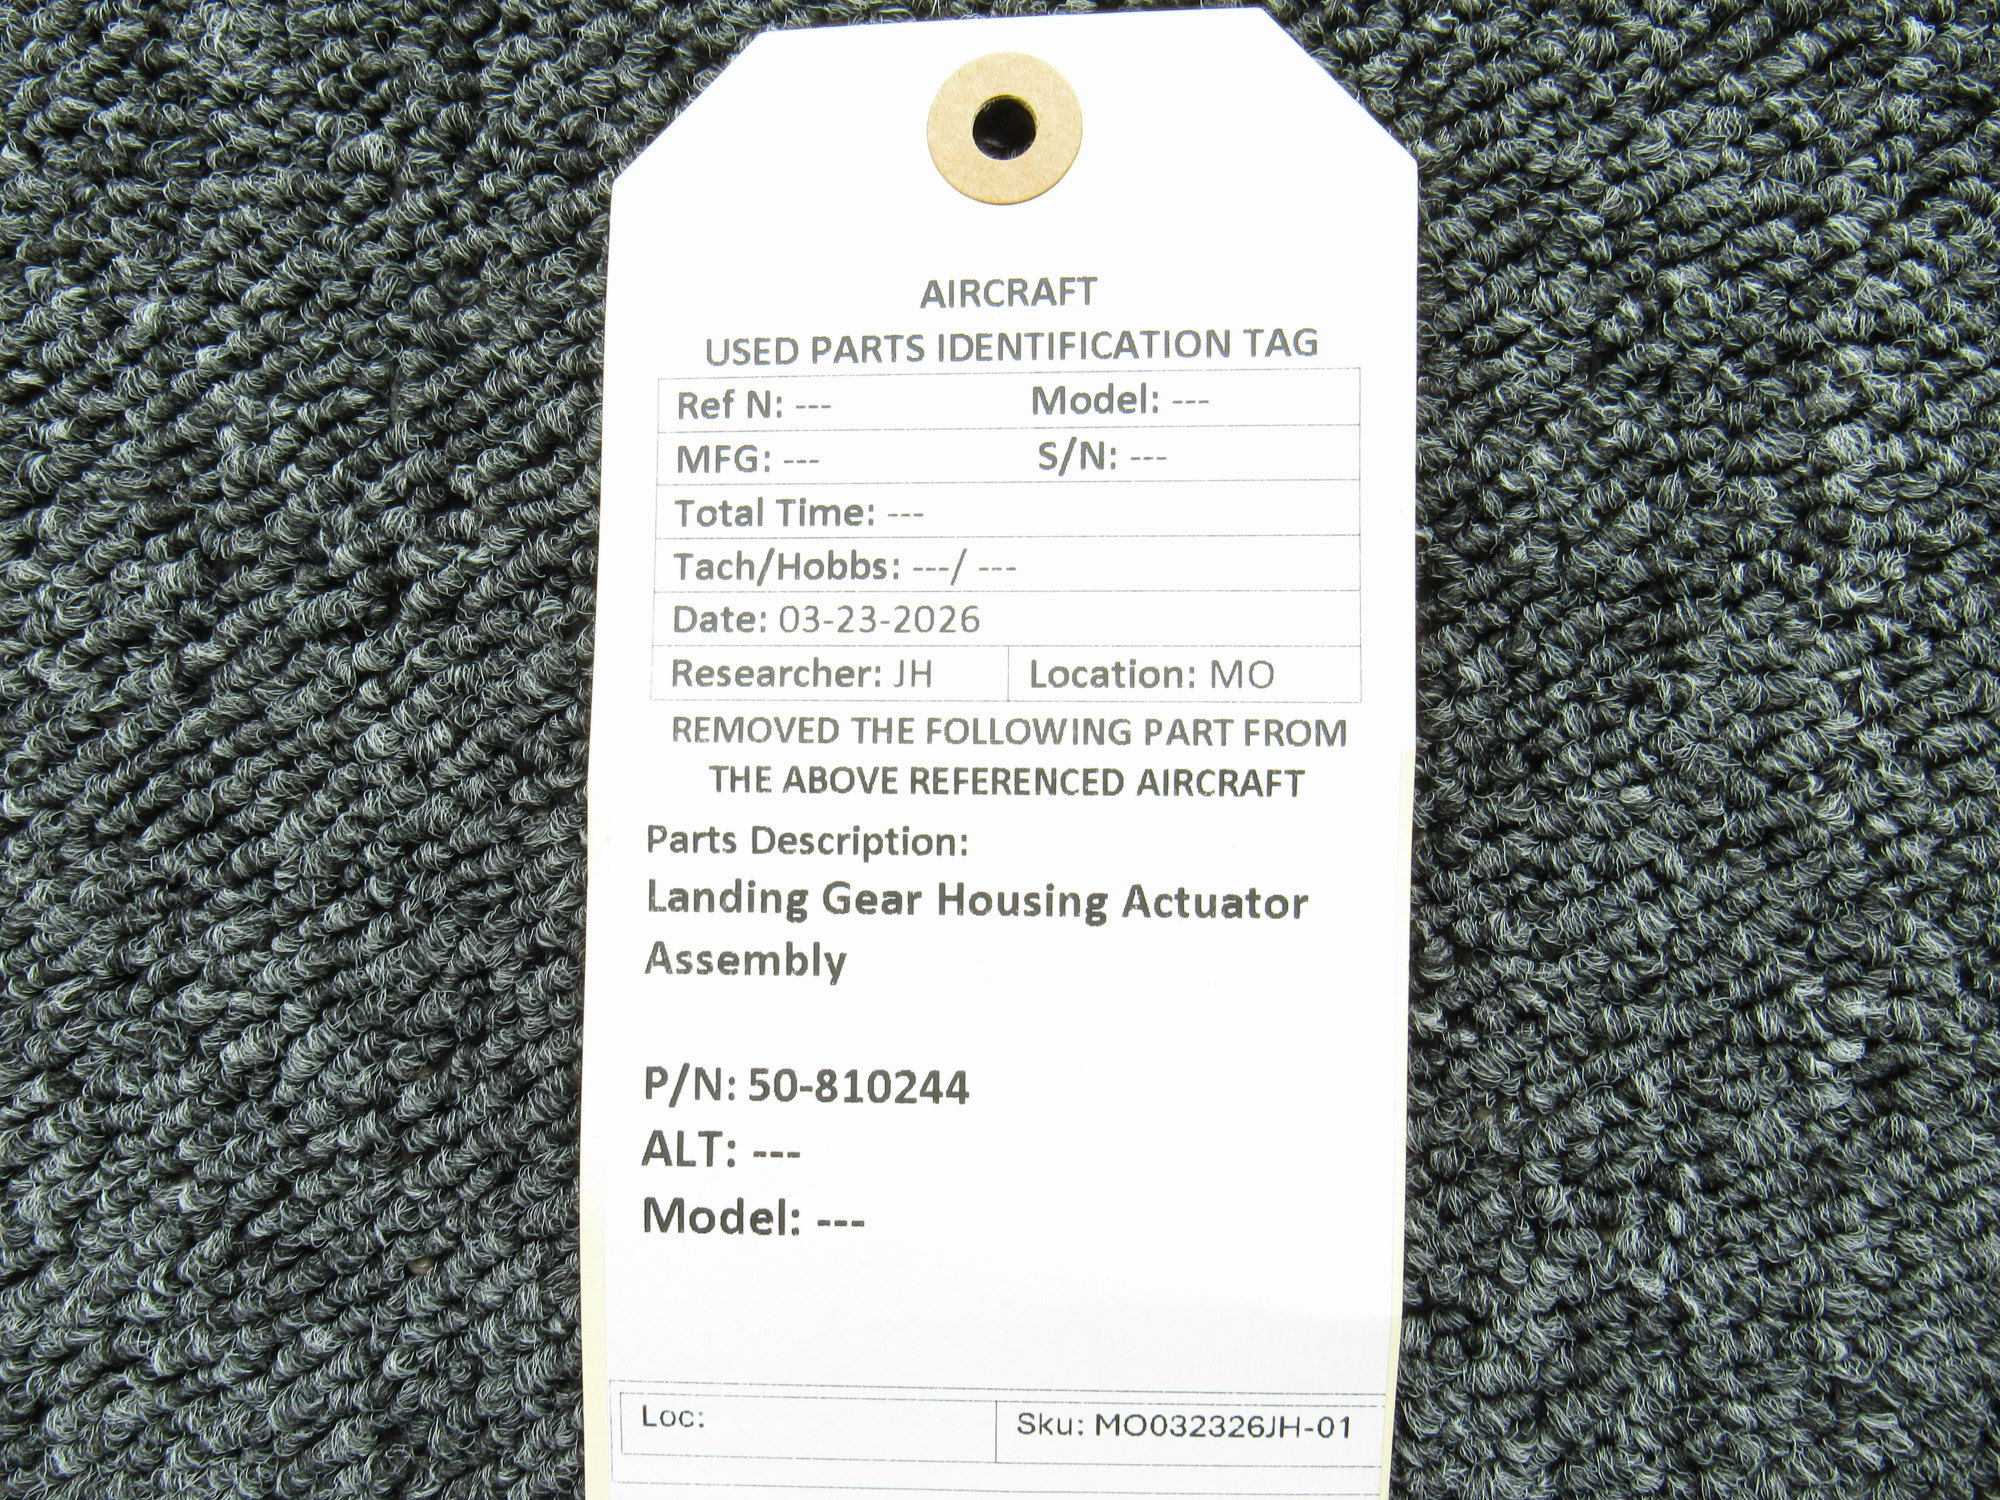 AIRCRAFT
USED PARTS IDENTIFICATION TAG
Ref N: --- Model: ---
MFG: --- S/N: ---
Total Time: ---
Tach/Hobbs: ---/ ---
Date: 03-23-2026
Researcher: JH Location: MO
REMOVED THE FOLLOWING PART FROM
THE ABOVE REFERENCED AIRCRAFT
Parts Description:
Landing Gear Housing Actuator
Assembly
P/N: 50-810244
ALT: ---
Model: ---
Loc: Sku: MO032326JH-01